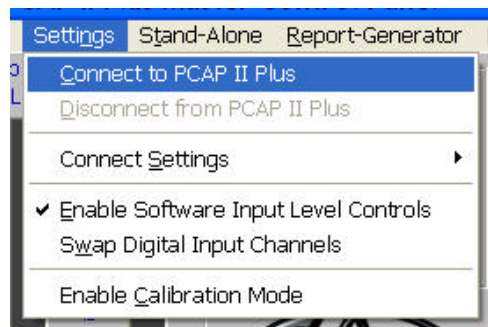 Settings Stand-Alone Report-Generator
Connect to PCAP II Plus
Disconnect from PCAP II Plus
Connect Settings
Enable Software Input Level Controls
Swap Digital Input Channels
Enable Calibration Mode